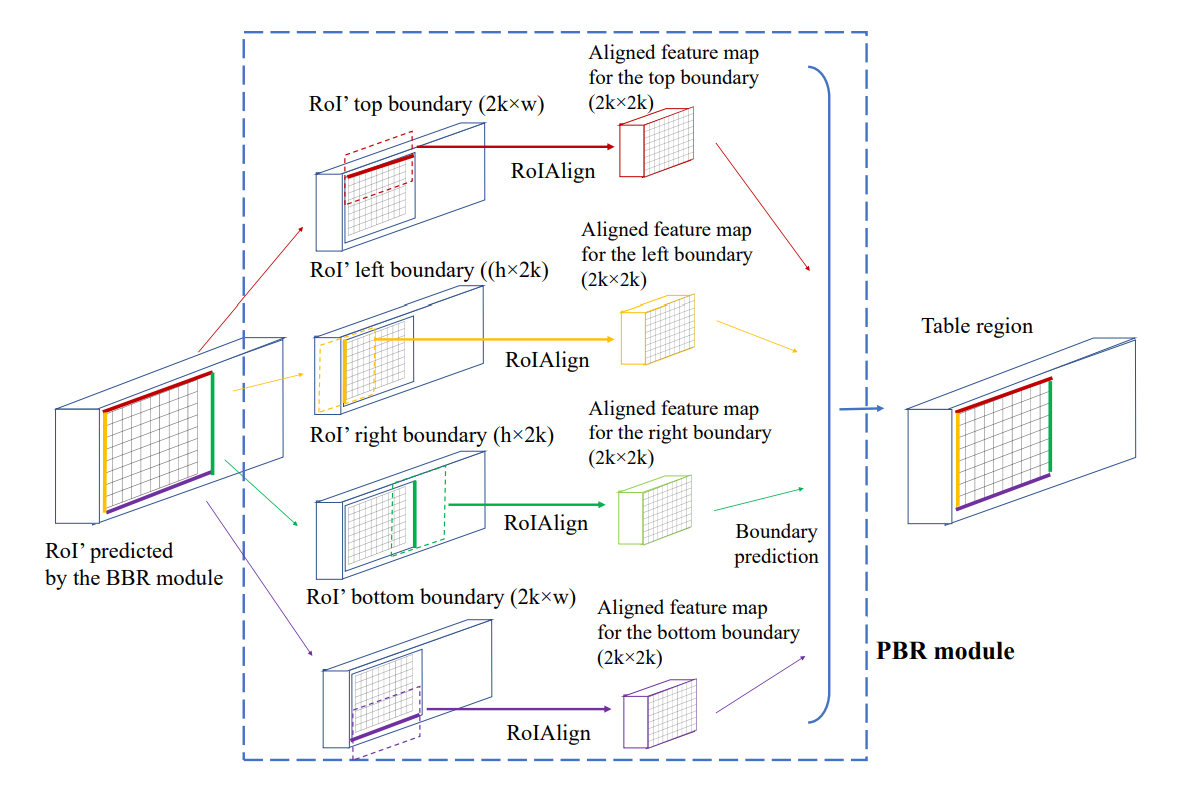 Aligned feature map
for the top boundary
(2k×2k)
RoI’ top boundary (2k×w)
RoIAlign
Aligned feature map
for the left boundary
(2k×2k)
RoI’ left boundary ((h×2k)
RoIAlign
Table region
Aligned feature map
for the right boundary
(2k×2k)
RoI’ right boundary (h×2k)
RoIAlign
Boundary
prediction
RoI’ predicted
by the BBR module
RoI’ bottom boundary (2k×w)
Aligned feature map
for the bottom boundary
(2k×2k)
PBR module
RoIAlign